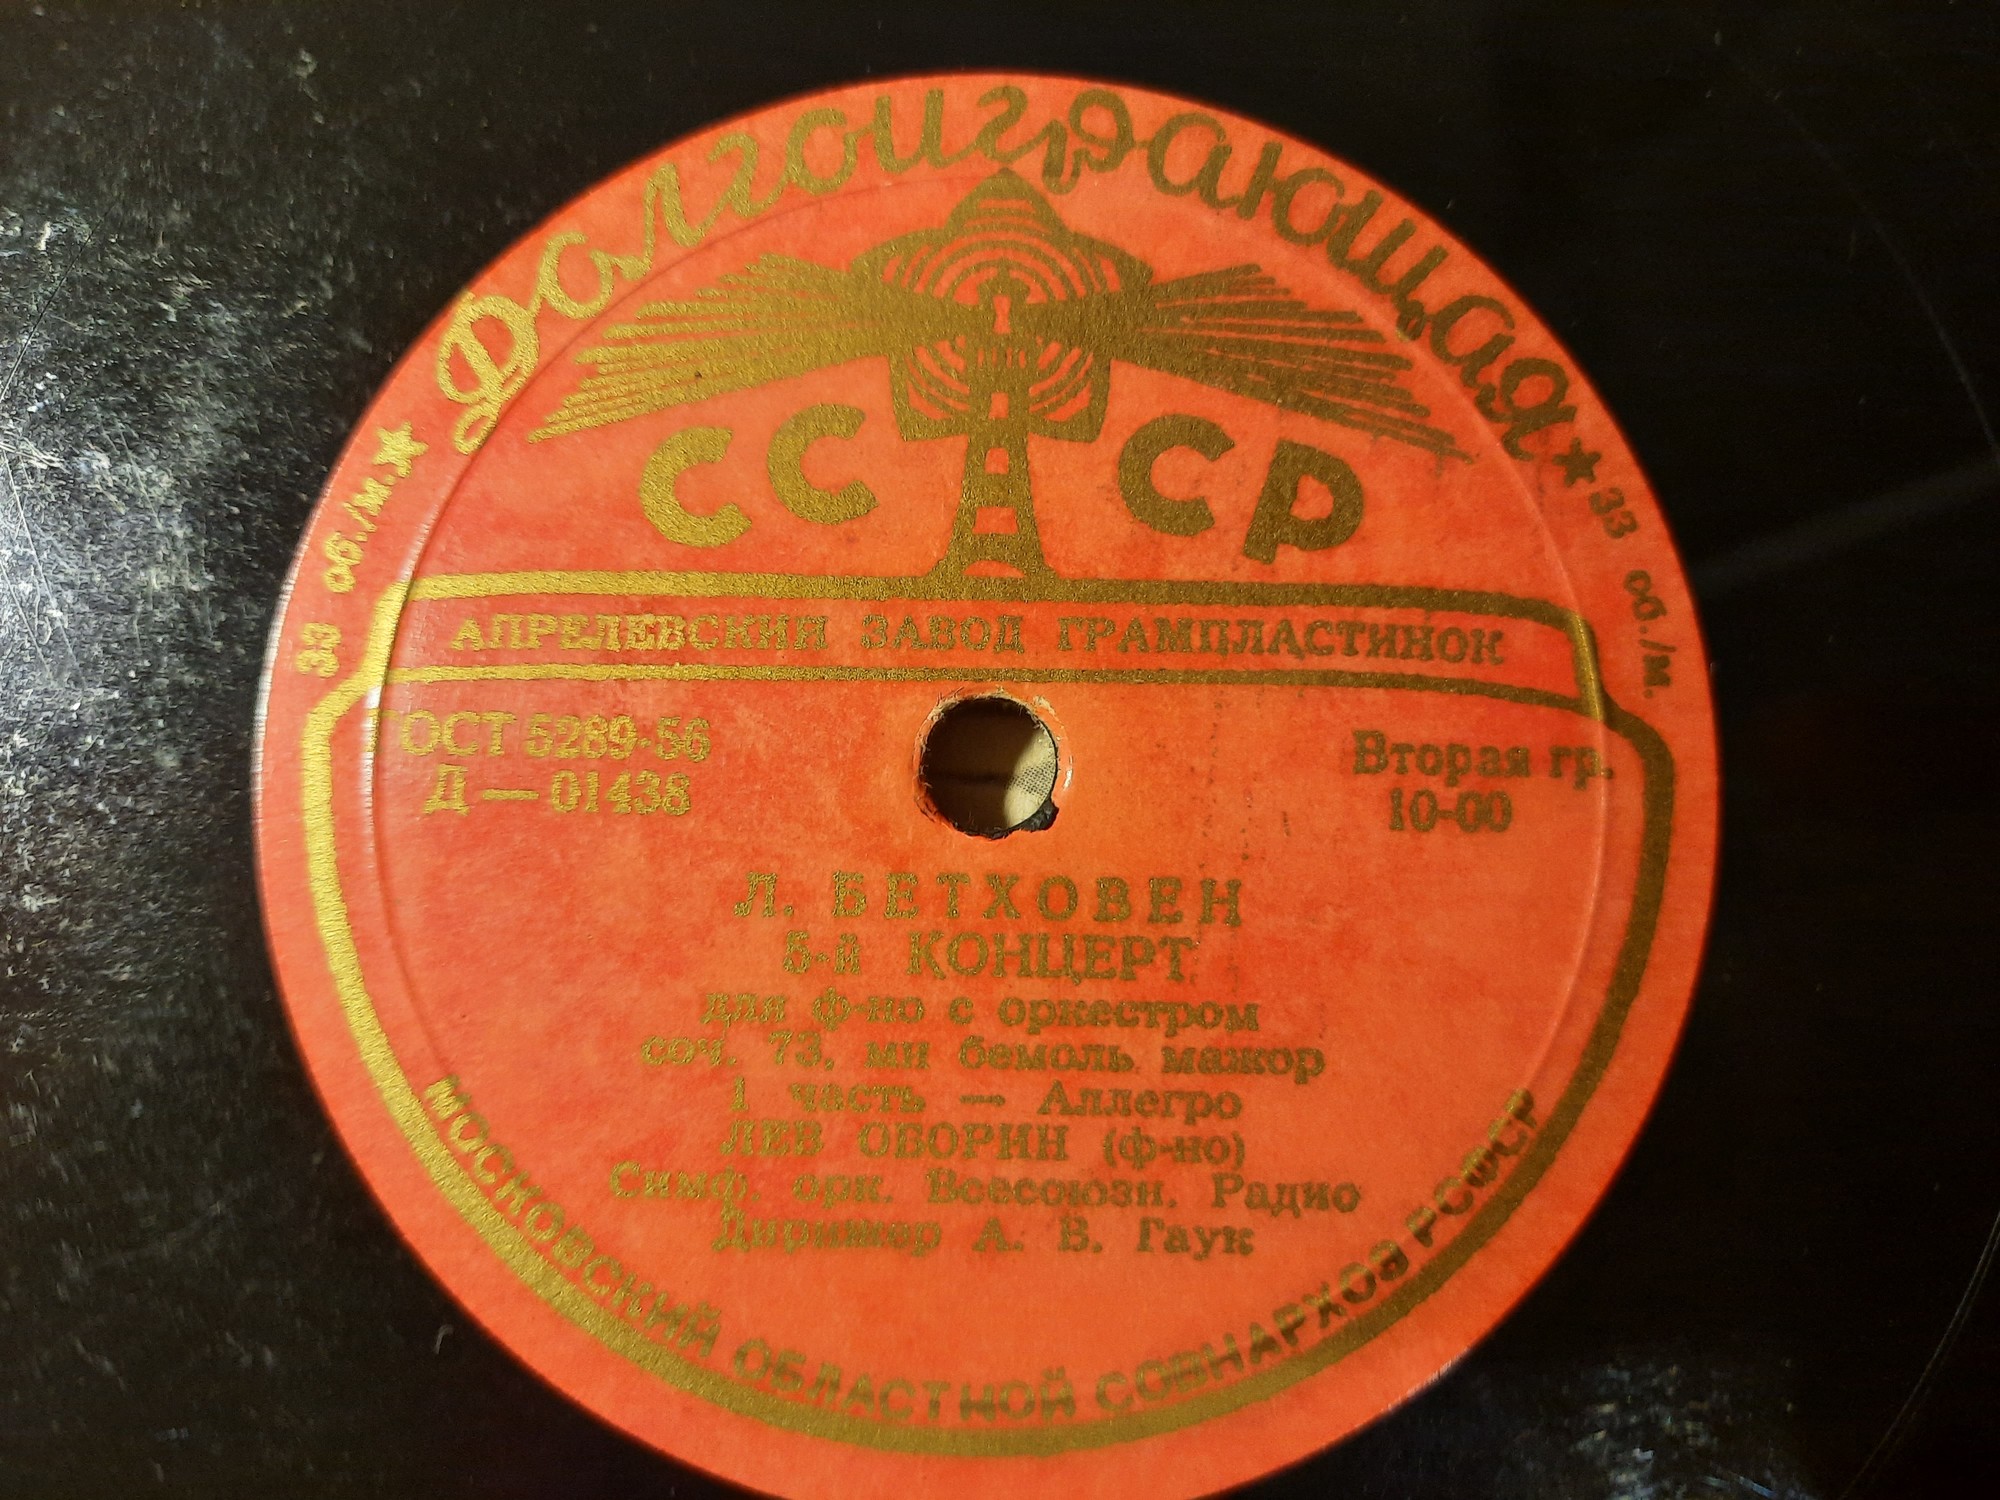 Долгоиграющая
★ 33 об./м.
33 об./м. ★
СССР
АПРЕЛЕВСКИЙ ЗАВОД ГРАМПЛАСТИНОК
ГОСТ 5289-56
Д — 01438
Вторая гр.
10-00
Л. БЕТХОВЕН
5-й КОНЦЕРТ
для ф-но с оркестром
соч. 73, ми бемоль мажор
1 часть — Аллегро
ЛЕВ ОБОРИН (ф-но)
Симф. орк. Всесоюзн. Радио
Дирижер А. В. Гаук
МОСКОВСКИЙ ОБЛАСТНОЙ СОВНАРХОЗ РСФСР